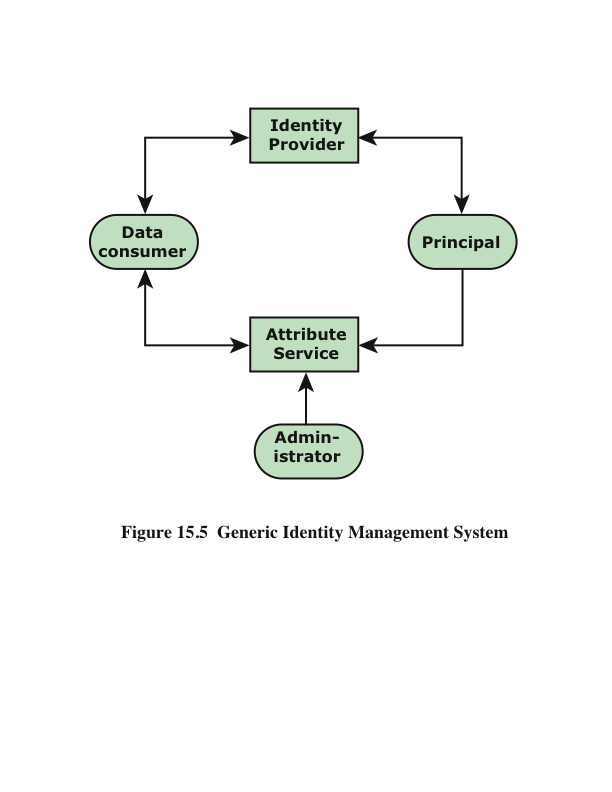 Identity
Provider
Data
consumer
Principal
Attribute
Service
Admin-
istrator
Figure 15.5  Generic Identity Management System